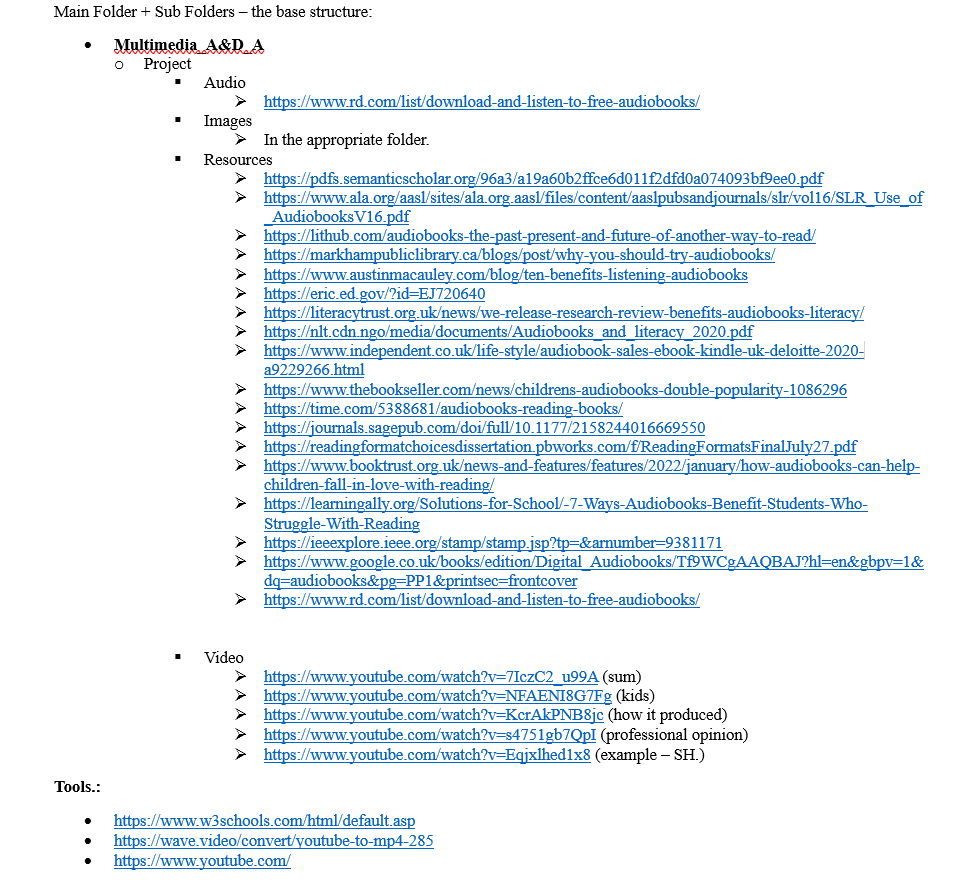 Main Folder + Sub Folders – the base structure:
• Multimedia_A&D_A
o Project
▪ Audio
➢ https://www.rd.com/list/download-and-listen-to-free-audiobooks/
▪ Images
➢ In the appropriate folder.
▪ Resources
➢ https://pdfs.semanticscholar.org/96a3/a19a60b2ffce6d011f2dfd0a074093bf9ee0.pdf
➢ https://www.ala.org/aasl/sites/ala.org.aasl/files/content/aaslpubsandjournals/slr/vol16/SLR_Use_of
_AudiobooksV16.pdf
➢ https://lithub.com/audiobooks-the-past-present-and-future-of-another-way-to-read/
➢ https://markhampubliclibrary.ca/blogs/post/why-you-should-try-audiobooks/
➢ https://www.austinmacauley.com/blog/ten-benefits-listening-audiobooks
➢ https://eric.ed.gov/?id=EJ720640
➢ https://literacytrust.org.uk/news/we-release-research-review-benefits-audiobooks-literacy/
➢ https://nlt.cdn.ngo/media/documents/Audiobooks_and_literacy_2020.pdf
➢ https://www.independent.co.uk/life-style/audiobook-sales-ebook-kindle-uk-deloitte-2020-
a9229266.html
➢ https://www.thebookseller.com/news/childrens-audiobooks-double-popularity-1086296
➢ https://time.com/5388681/audiobooks-reading-books/
➢ https://journals.sagepub.com/doi/full/10.1177/2158244016669550
➢ https://readingformatchoicesdissertation.pbworks.com/f/ReadingFormatsFinalJuly27.pdf
➢ https://www.booktrust.org.uk/news-and-features/features/2022/january/how-audiobooks-can-help-
children-fall-in-love-with-reading/
➢ https://learningally.org/Solutions-for-School/-7-Ways-Audiobooks-Benefit-Students-Who-
Struggle-With-Reading
➢ https://ieeexplore.ieee.org/stamp/stamp.jsp?tp=&arnumber=9381171
➢ https://www.google.co.uk/books/edition/Digital_Audiobooks/Tf9WCgAAQBAJ?hl=en&gbpv=1&
dq=audiobooks&pg=PP1&printsec=frontcover
➢ https://www.rd.com/list/download-and-listen-to-free-audiobooks/
▪ Video
➢ https://www.youtube.com/watch?v=7IczC2_u99A (sum)
➢ https://www.youtube.com/watch?v=NFAENI8G7Fg (kids)
➢ https://www.youtube.com/watch?v=KcrAkPNB8jc (how it produced)
➢ https://www.youtube.com/watch?v=s4751gb7QpI (professional opinion)
➢ https://www.youtube.com/watch?v=Eqjxlhed1x8 (example – SH.)
Tools.:
• https://www.w3schools.com/html/default.asp
• https://wave.video/convert/youtube-to-mp4-285
• https://www.youtube.com/